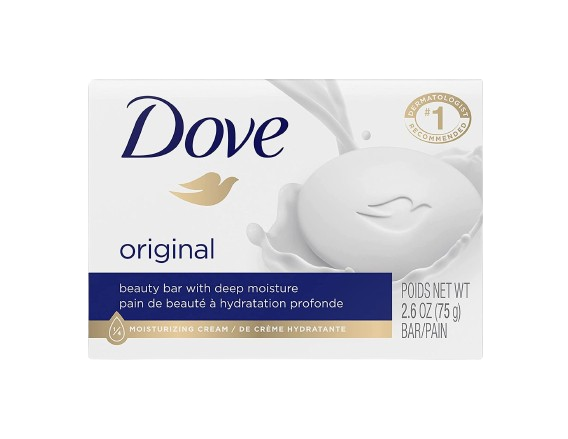 Dove
DERMATOLOGIST
#1
RECOMMENDED
original
beauty bar with deep moisture
pain de beauté à hydratation profonde
1/4 MOISTURIZING CREAM / DE CRÈME HYDRATANTE
POIDS NET WT
2.6 OZ (75 g)
BAR/PAIN